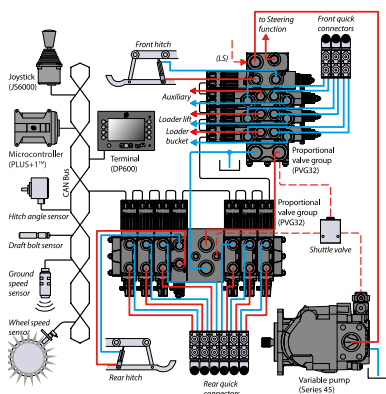 to Steering
function
Front quick
connectors
Front hitch
(LS)
Joystick
(JS6000)
Auxiliary
Loader lift
Loader
bucket
Microcontroller
(PLUS+1™)
Terminal
(DP600)
CAN Bus
Proportional
valve group
(PVG32)
Hitch angle sensor
Proportional
valve group
(PVG32)
Draft bolt sensor
Shuttle valve
Ground
speed
sensor
Wheel speed
sensor
Rear hitch
Rear quick
connectors
Variable pump
(Series 45)